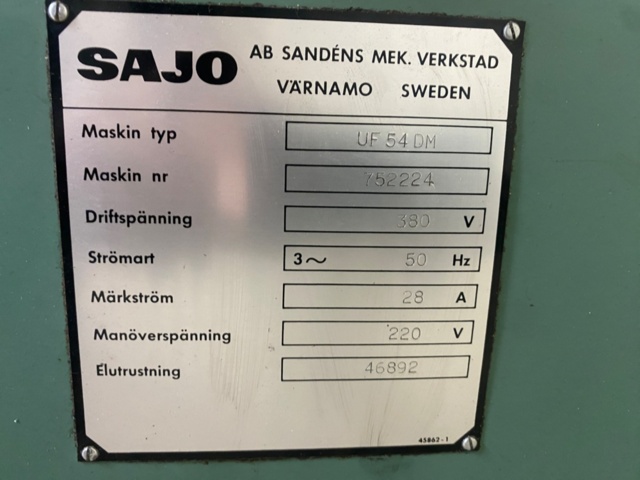 SAJO AB SANDÉNS MEK. VERKSTAD
VÄRNAMO SWEDEN
Maskin typ UF 54 DM
Maskin nr 752224
Driftspänning 380 V
Strömart 3~ 50 Hz
Märkström 28 A
Manöverspänning 220 V
Elutrustning 46892
45862-1